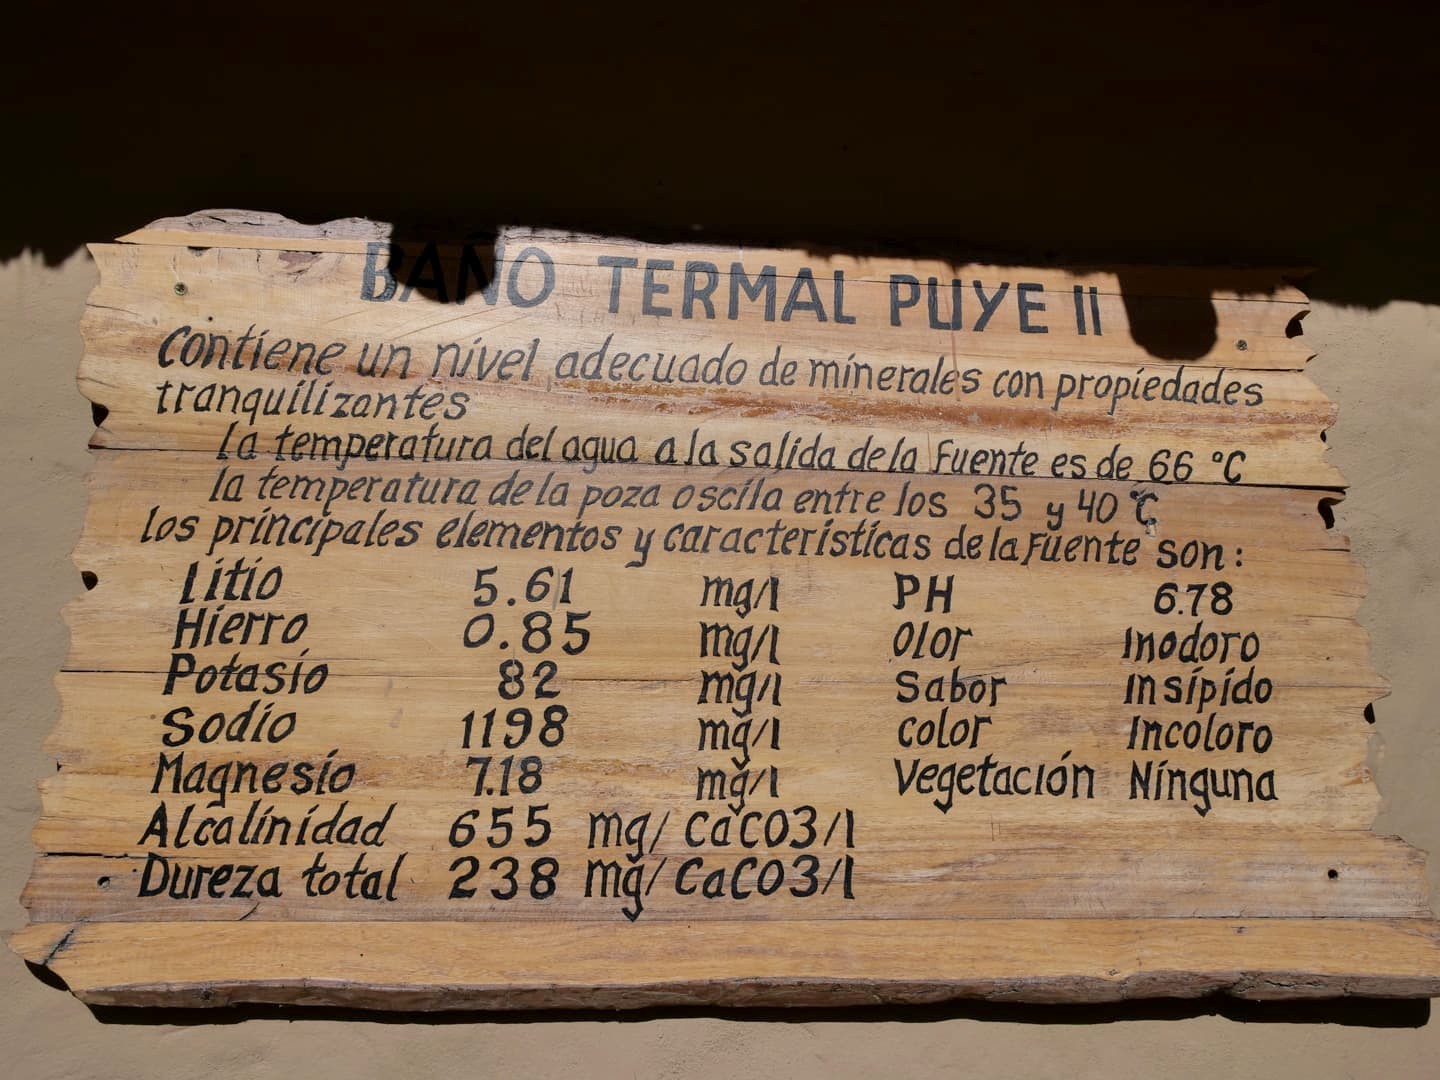 BAÑO TERMAL PUYE II
Contiene un nivel adecuado de minerales con propiedades
tranquilizantes
la temperatura del agua a la salida de la Fuente es de 66 °C
la temperatura de la poza oscila entre los 35 y 40 °C
los principales elementos y características de la Fuente son:
Litio 5.61 mg/l PH 6.78
Hierro 0.85 mg/l Olor Inodoro
Potasio 82 mg/l Sabor Insípido
Sodio 1198 mg/l color Incoloro
Magnesio 7.18 mg/l Vegetación Ninguna
Alcalinidad 655 mg/ CaCO3/l
Dureza total 238 mg/ CaCO3/l